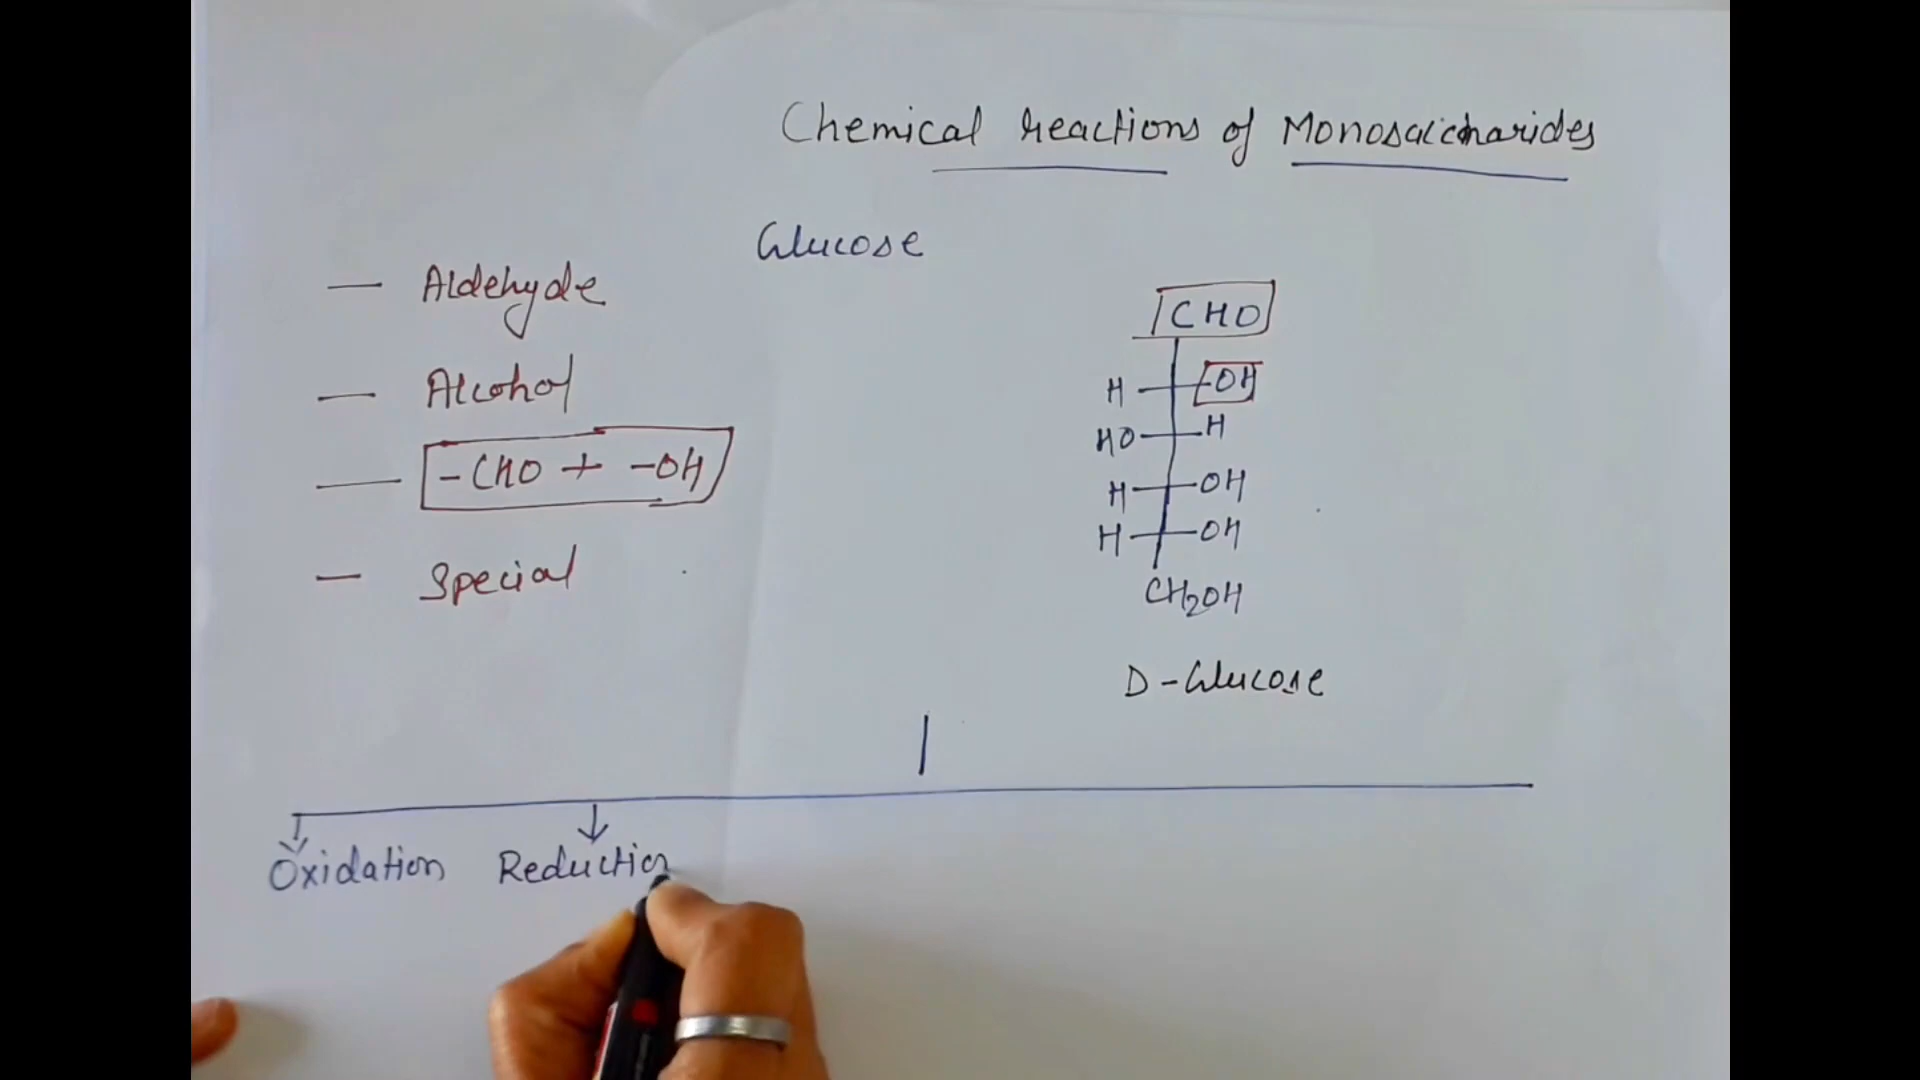 Chemical reactions of Monosaccharides
Glucose
— Aldehyde
— Alcohol
— -CHO + -OH
— Special
CHO
H OH
HO H
H OH
H OH
CH2OH
D-Glucose
Oxidation Reduction